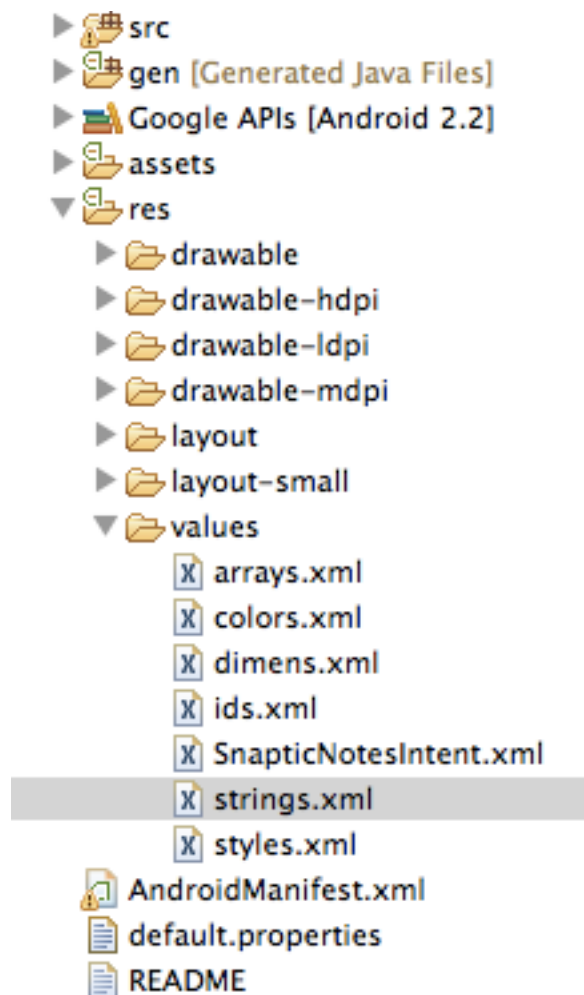 src
gen [Generated Java Files]
Google APIs [Android 2.2]
assets
res
drawable
drawable-hdpi
drawable-ldpi
drawable-mdpi
layout
layout-small
values
arrays.xml
colors.xml
dimens.xml
ids.xml
SnapticNotesIntent.xml
strings.xml
styles.xml
AndroidManifest.xml
default.properties
README